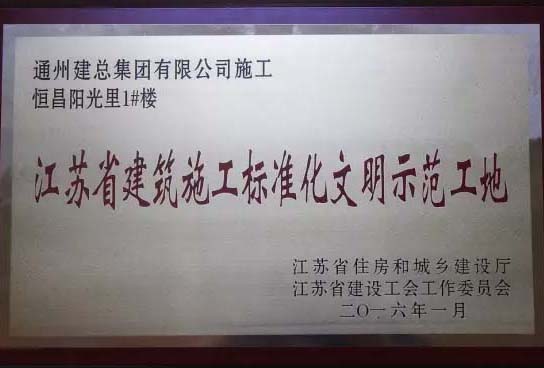 通州建总集团有限公司施工
恒昌阳光里1#楼
江苏省建筑施工标准化文明示范工地
江苏省住房和城乡建设厅
江苏省建设工会工作委员会
二〇一六年一月